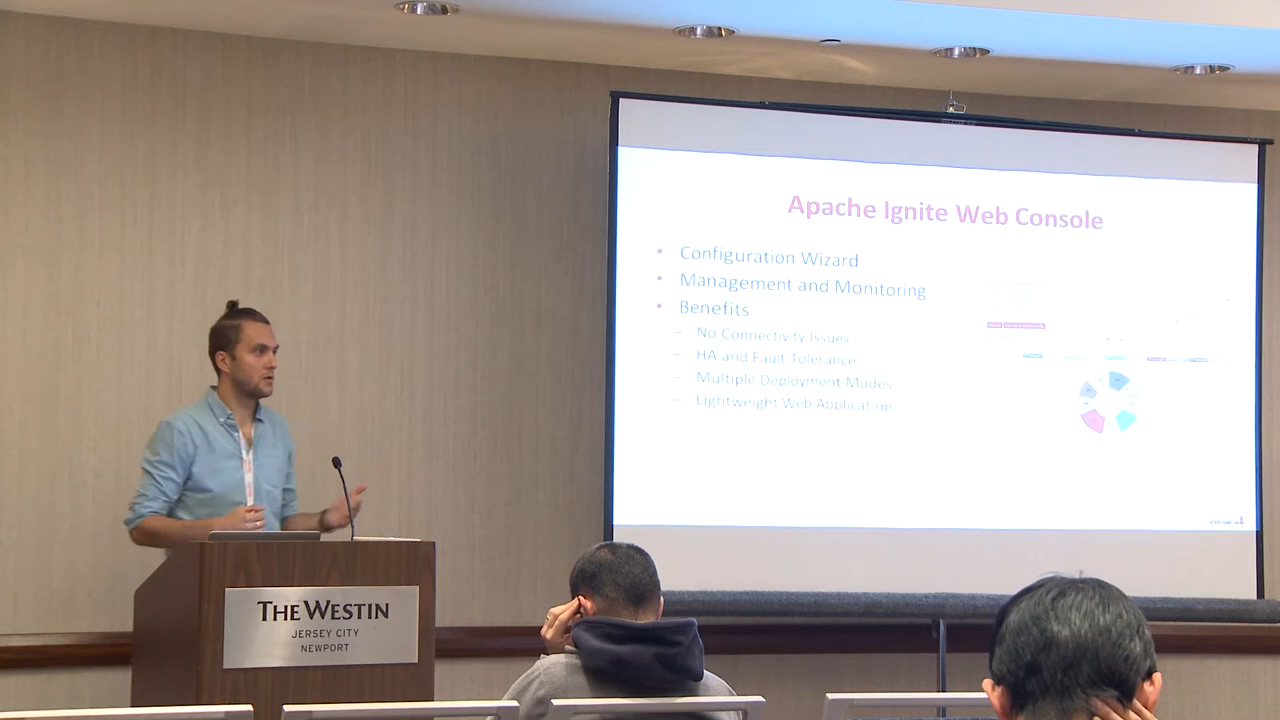 Apache Ignite Web Console
• Configuration Wizard
• Management and Monitoring
• Benefits
– No Connectivity Issues
– HA and Fault Tolerance
– Multiple Deployment Modes
– Lightweight Web Application
THE WESTIN
JERSEY CITY
NEWPORT